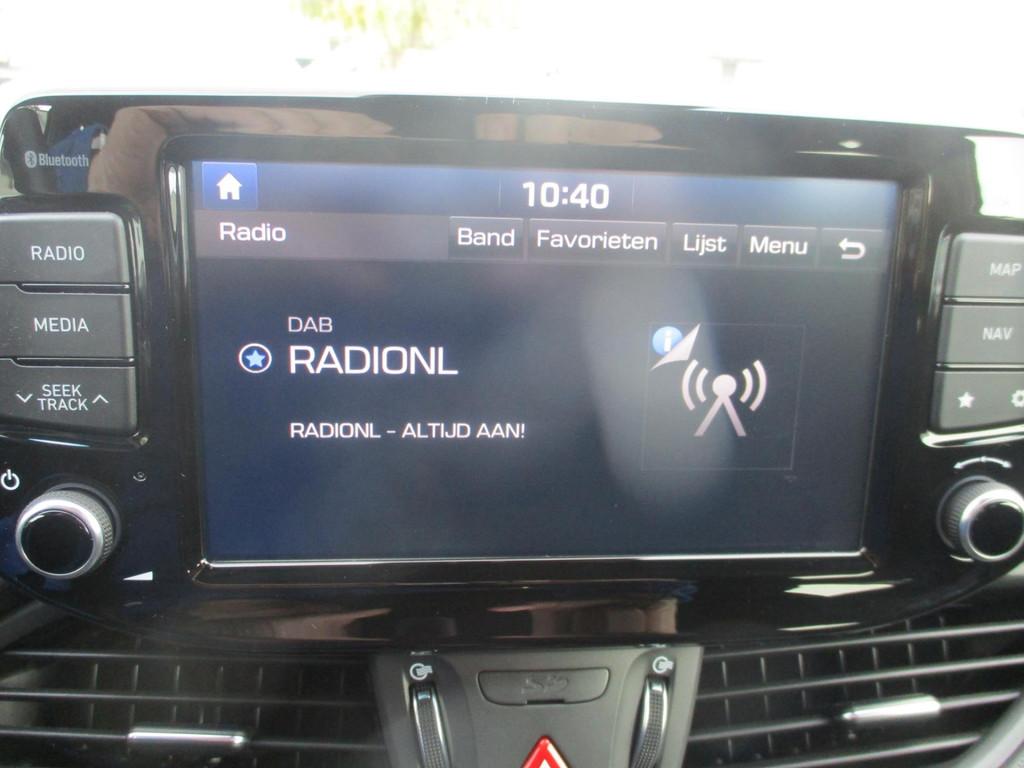 Bluetooth
10:40
Radio Band Favorieten Lijst Menu
RADIO
MEDIA
SEEK
TRACK
DAB
RADIONL
RADIONL - ALTIJD AAN!
MAP
NAV